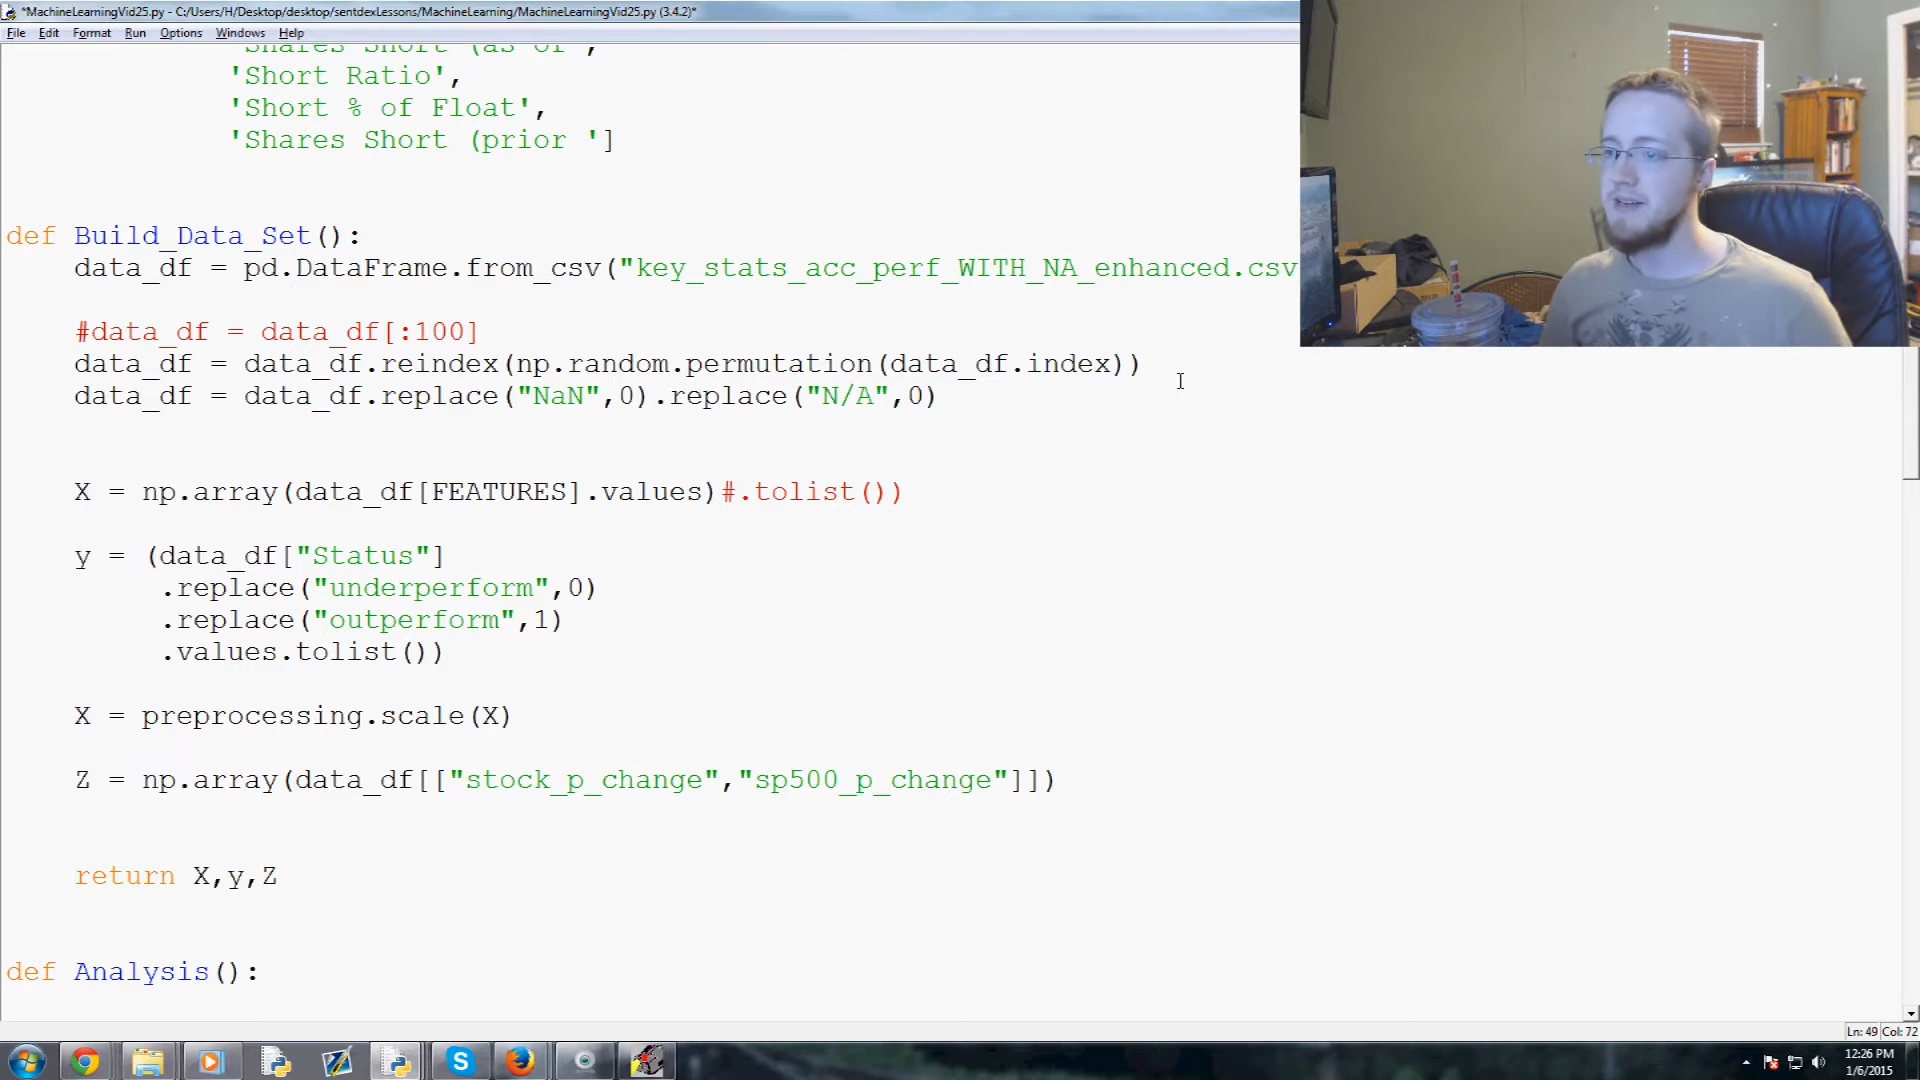 *MachineLearningVid25.py - C:/Users/H/Desktop/desktop/sentdexLessons/MachineLearning/MachineLearningVid25.py (3.4.2)*
File Edit Format Run Options Windows Help
'Shares Short (as of ',
'Short Ratio',
'Short % of Float',
'Shares Short (prior ']
def Build_Data_Set():
data_df = pd.DataFrame.from_csv("key_stats_acc_perf_WITH_NA_enhanced.csv
#data_df = data_df[:100]
data_df = data_df.reindex(np.random.permutation(data_df.index))
data_df = data_df.replace("NaN",0).replace("N/A",0)
X = np.array(data_df[FEATURES].values)#.tolist())
y = (data_df["Status"]
.replace("underperform",0)
.replace("outperform",1)
.values.tolist())
X = preprocessing.scale(X)
Z = np.array(data_df[["stock_p_change","sp500_p_change"]])
return X,y,Z
def Analysis():
Ln: 49 Col: 72
12:26 PM
1/6/2015